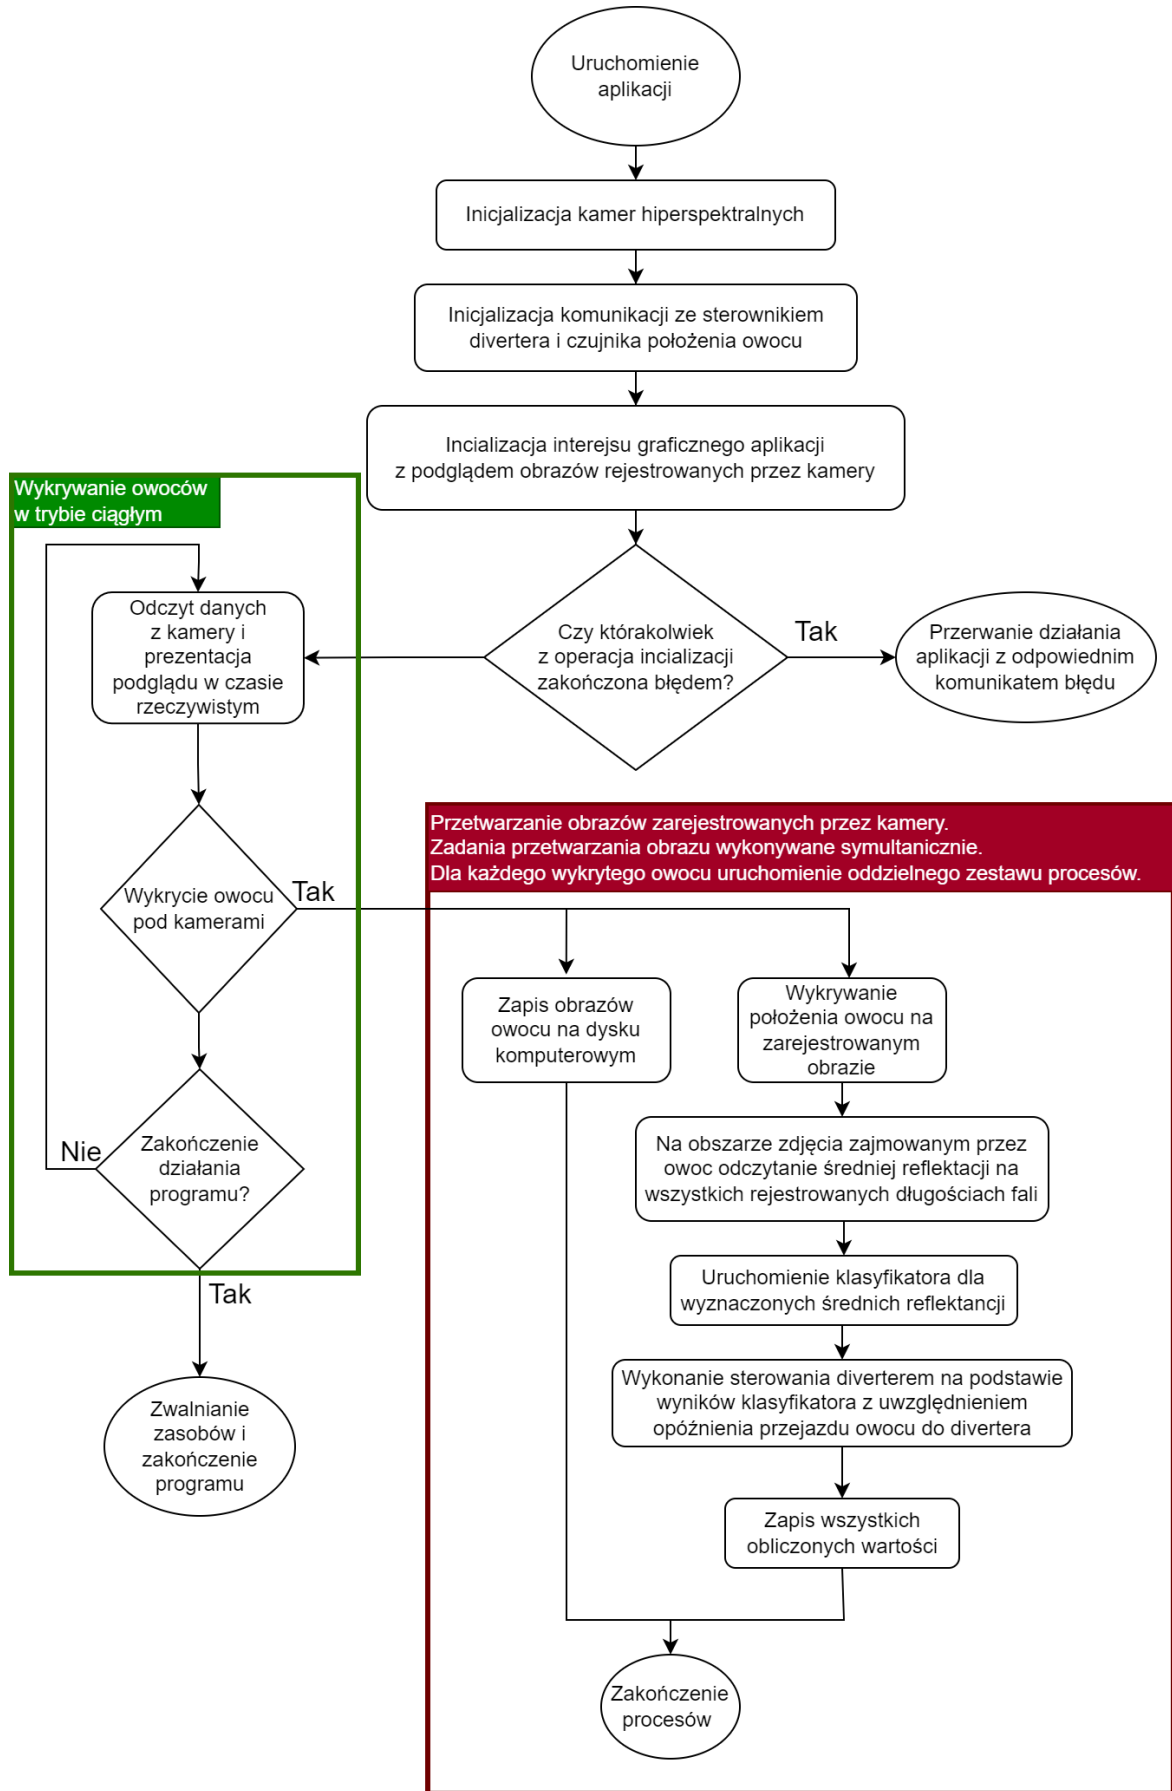 Uruchomienie
aplikacji
Inicjalizacja kamer hiperspektralnych
Inicjalizacja komunikacji ze sterownikiem
divertera i czujnika położenia owocu
Incializacja interejsu graficznego aplikacji
z podglądem obrazów rejestrowanych przez kamery
Wykrywanie owoców
w trybie ciągłym
Odczyt danych
z kamery i
prezentacja
podglądu w czasie
rzeczywistym
Czy którakolwiek
z operacja incializacji
zakończona błędem?
Tak
Przerwanie działania
aplikacji z odpowiednim
komunikatem błędu
Wykrycie owocu
pod kamerami
Tak
Przetwarzanie obrazów zarejestrowanych przez kamery.
Zadania przetwarzania obrazu wykonywane symultanicznie.
Dla każdego wykrytego owocu uruchomienie oddzielnego zestawu procesów.
Zapis obrazów
owocu na dysku
komputerowym
Wykrywanie
położenia owocu na
zarejestrowanym
obrazie
Zakończenie
działania
programu?
Nie
Tak
Zwalnianie
zasobów i
zakończenie
programu
Na obszarze zdjęcia zajmowanym przez
owoc odczytanie średniej reflektacji na
wszystkich rejestrowanych długościach fali
Uruchomienie klasyfikatora dla
wyznaczonych średnich reflektancji
Wykonanie sterowania diverterem na podstawie
wyników klasyfikatora z uwzględnieniem
opóźnienia przejazdu owocu do divertera
Zapis wszystkich
obliczonych wartości
Zakończenie
procesów